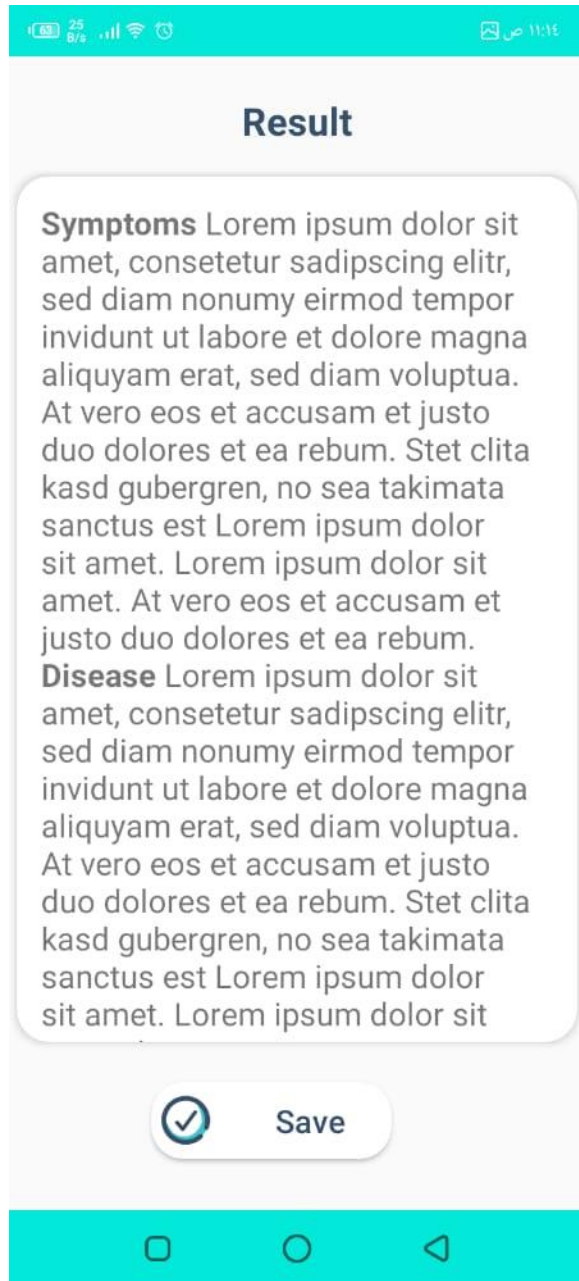 63 25 B/s ١١:١٤ ص
Result
Symptoms Lorem ipsum dolor sit
amet, consetetur sadipscing elitr,
sed diam nonumy eirmod tempor
invidunt ut labore et dolore magna
aliquyam erat, sed diam voluptua.
At vero eos et accusam et justo
duo dolores et ea rebum. Stet clita
kasd gubergren, no sea takimata
sanctus est Lorem ipsum dolor
sit amet. Lorem ipsum dolor sit
amet. At vero eos et accusam et
justo duo dolores et ea rebum.
Disease Lorem ipsum dolor sit
amet, consetetur sadipscing elitr,
sed diam nonumy eirmod tempor
invidunt ut labore et dolore magna
aliquyam erat, sed diam voluptua.
At vero eos et accusam et justo
duo dolores et ea rebum. Stet clita
kasd gubergren, no sea takimata
sanctus est Lorem ipsum dolor
sit amet. Lorem ipsum dolor sit
Save